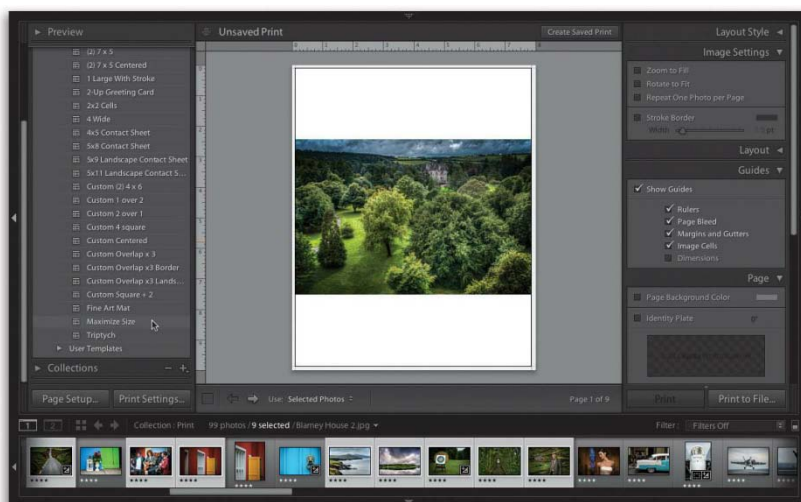 Preview
(2) 7 x 5
(2) 7 x 5 Centered
1 Large With Stroke
2-Up Greeting Card
2x2 Cells
4 Wide
4x5 Contact Sheet
5x8 Contact Sheet
5x9 Landscape Contact Sheet
5x11 Landscape Contact S...
Custom (2) 4 x 6
Custom 1 over 2
Custom 2 over 1
Custom 4 square
Custom Centered
Custom Overlap x 3
Custom Overlap x3 Border
Custom Overlap x3 Lands...
Custom Square + 2
Fine Art Mat
Maximize Size
Triptych
User Templates
Collections
Page Setup...
Print Settings...
Unsaved Print
Create Saved Print
Use: Selected Photos
Page 1 of 9
Layout Style
Image Settings
Zoom to Fill
Rotate to Fit
Repeat One Photo per Page
Stroke Border
Width
pt
Layout
Guides
Show Guides
Rulers
Page Bleed
Margins and Gutters
Image Cells
Dimensions
Page
Page Background Color
Identity Plate
Print
Print to File...
1 2 Collection : Print 99 photos / 9 selected / Blarney House 2.jpg
Filter : Filters Off